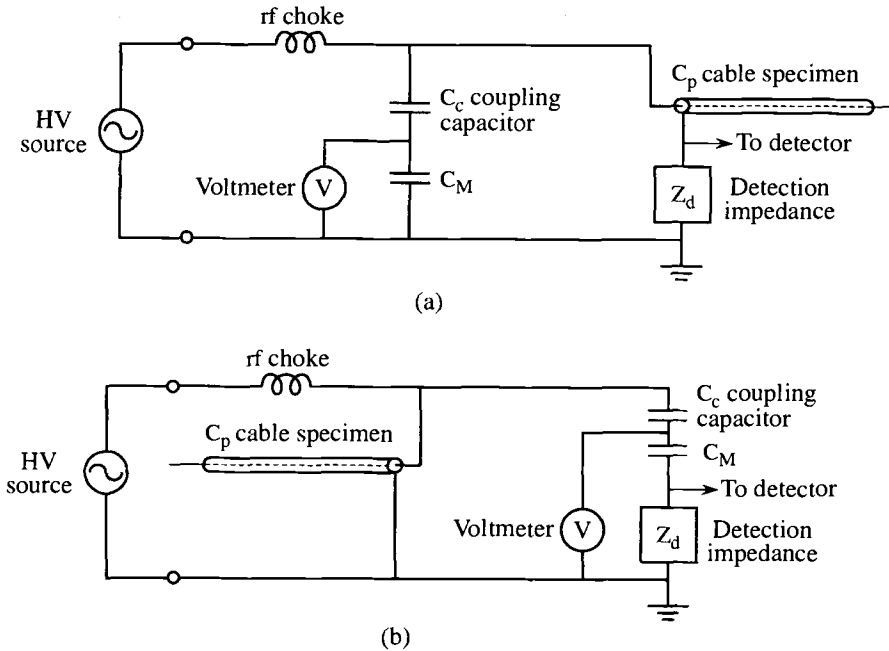 rf choke
C_p cable specimen
C_c coupling
capacitor
HV
source
To detector
Voltmeter
V
C_M
Z_d
Detection
impedance
(a)
rf choke
C_c coupling
capacitor
C_p cable specimen
C_M
HV
source
To detector
Voltmeter
V
Z_d
Detection
impedance
(b)